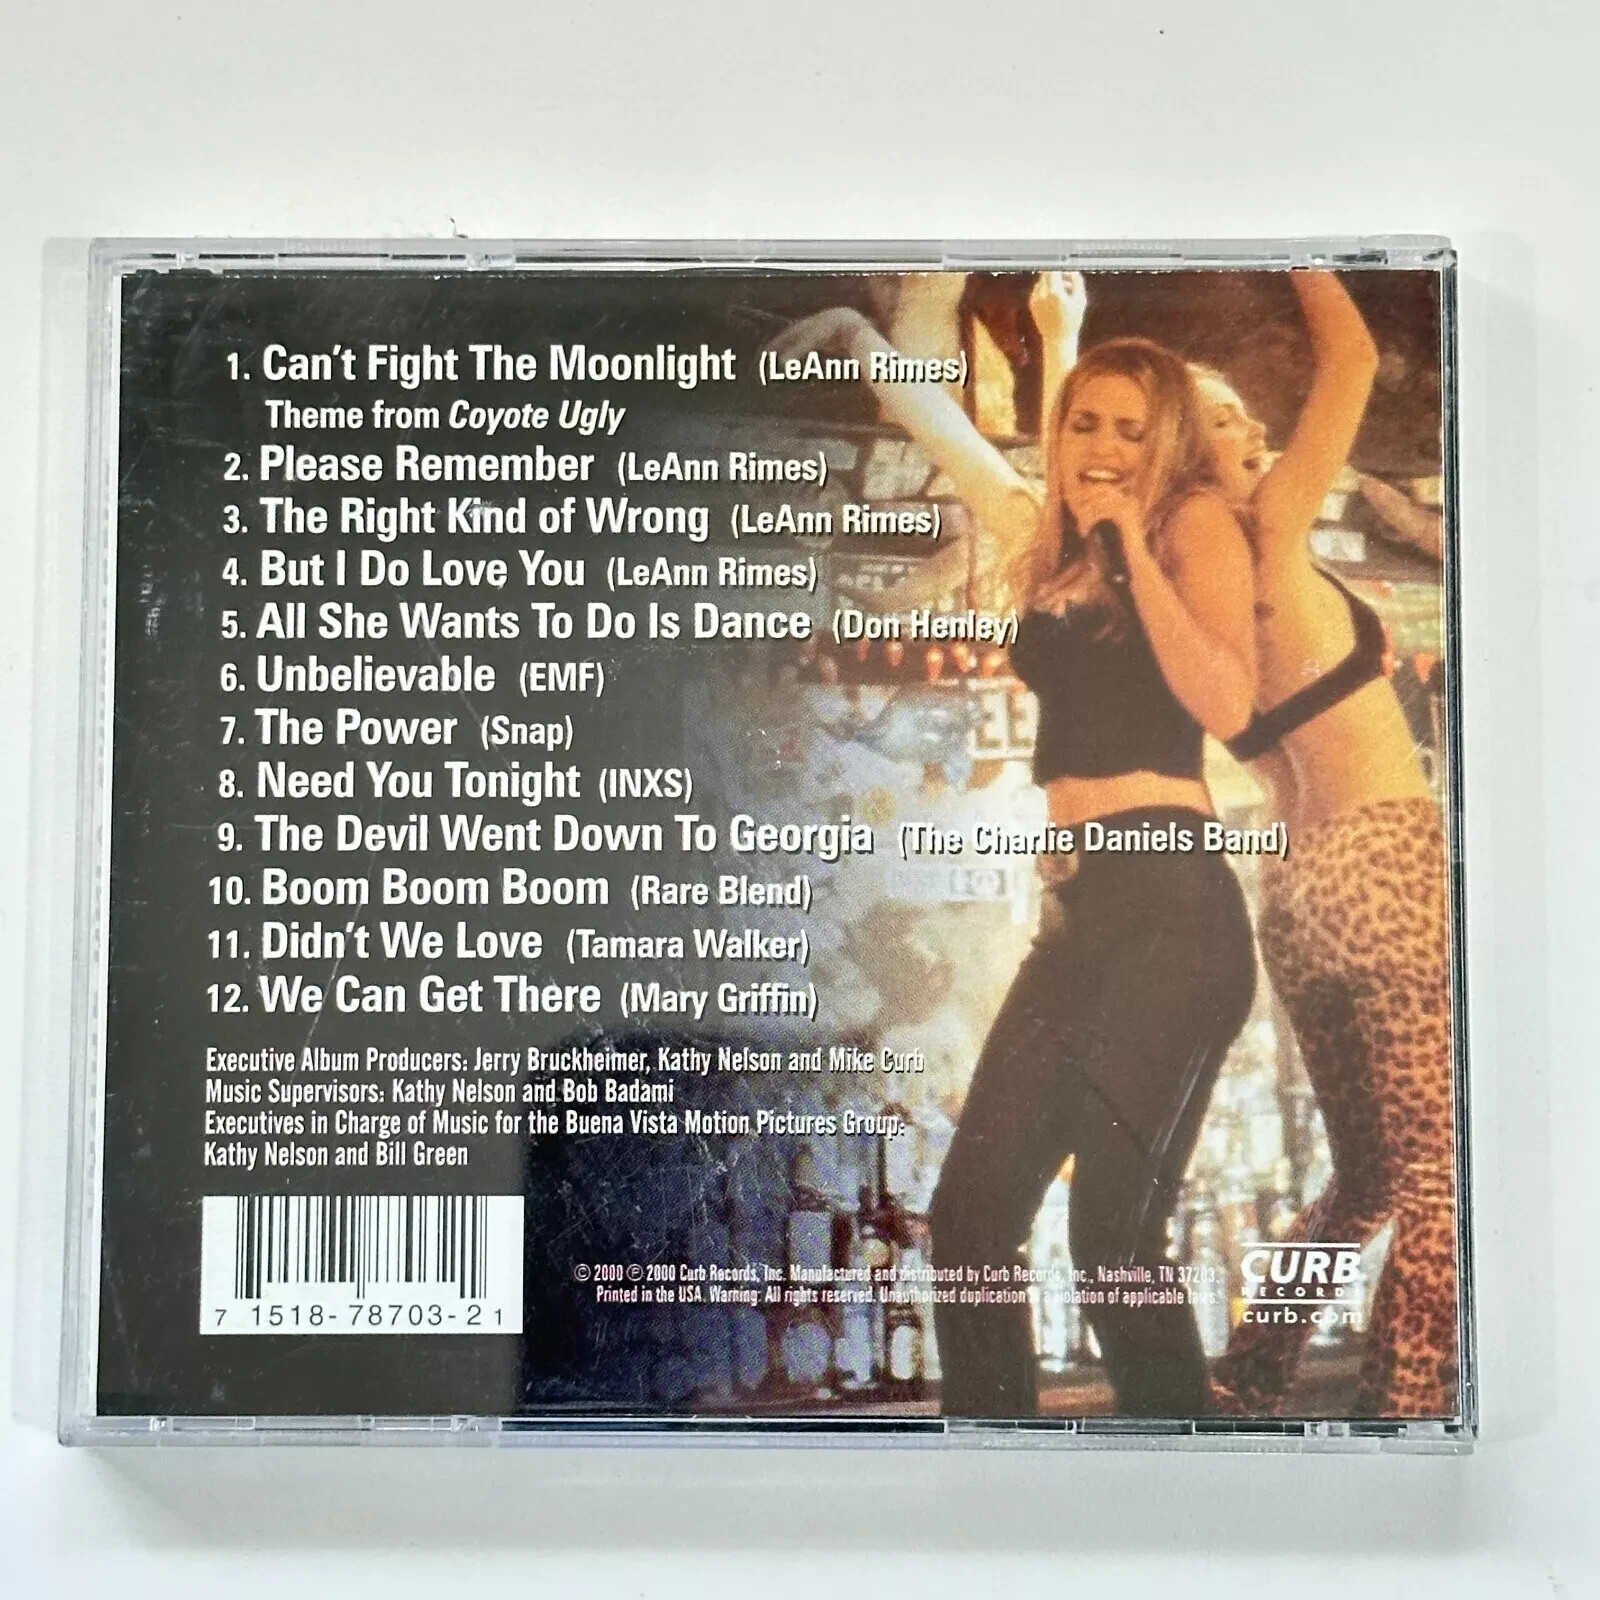 1. Can't Fight The Moonlight (LeAnn Rimes)
Theme from Coyote Ugly
2. Please Remember (LeAnn Rimes)
3. The Right Kind of Wrong (LeAnn Rimes)
4. But I Do Love You (LeAnn Rimes)
5. All She Wants To Do Is Dance (Don Henley)
6. Unbelievable (EMF)
7. The Power (Snap)
8. Need You Tonight (INXS)
9. The Devil Went Down To Georgia (The Charlie Daniels Band)
10. Boom Boom Boom (Rare Blend)
11. Didn't We Love (Tamara Walker)
12. We Can Get There (Mary Griffin)
Executive Album Producers: Jerry Bruckheimer, Kathy Nelson and Mike Curb
Music Supervisors: Kathy Nelson and Bob Badami
Executives in Charge of Music for the Buena Vista Motion Pictures Group:
Kathy Nelson and Bill Green
7 1518-78703-2 1
© 2000 ℗ 2000 Curb Records, Inc. Manufactured and distributed by Curb Records, Inc., Nashville, TN 37203.
Printed in the USA. Warning: All rights reserved. Unauthorized duplication is a violation of applicable laws.
CURB
RECORDS
curb.com